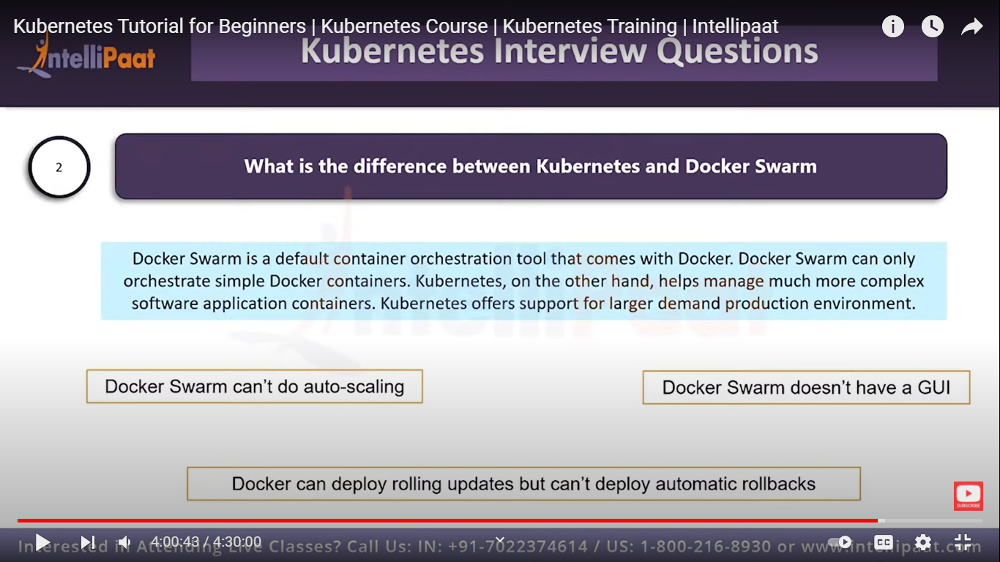 Kubernetes Tutorial for Beginners | Kubernetes Course | Kubernetes Training | Intellipaat
IntelliPaat
Kubernetes Interview Questions
2
What is the difference between Kubernetes and Docker Swarm
Docker Swarm is a default container orchestration tool that comes with Docker. Docker Swarm can only
orchestrate simple Docker containers. Kubernetes, on the other hand, helps manage much more complex
software application containers. Kubernetes offers support for larger demand production environment.
Docker Swarm can't do auto-scaling
Docker Swarm doesn't have a GUI
Docker can deploy rolling updates but can't deploy automatic rollbacks
SUBSCRIBE
4:00:43 / 4:30:00
CC
Interested in Attending Live Classes? Call Us: IN: +91-7022374614 / US: 1-800-216-8930 or www.intellipaat.com